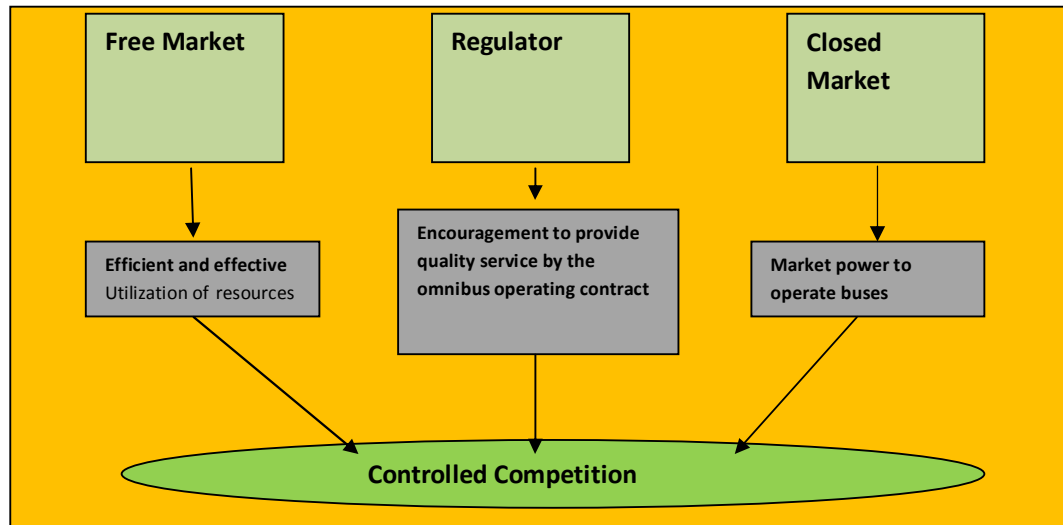 Free Market
Regulator
Closed
Market
Efficient and effective
Utilization of resources
Encouragement to provide
quality service by the
omnibus operating contract
Market power to
operate buses
Controlled Competition